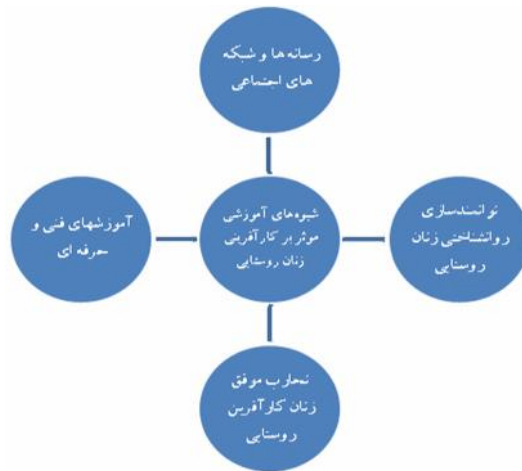 رسانه ها و شبکه
های اجتماعی
توانمندسازی
روانشناختی زنان
روستایی
شیوه‌های آموزشی
موثر بر کارآفرینی
زنان روستایی
آموزشهای فنی و
حرفه ای
تجارب موفق
زنان کارآفرین
روستایی